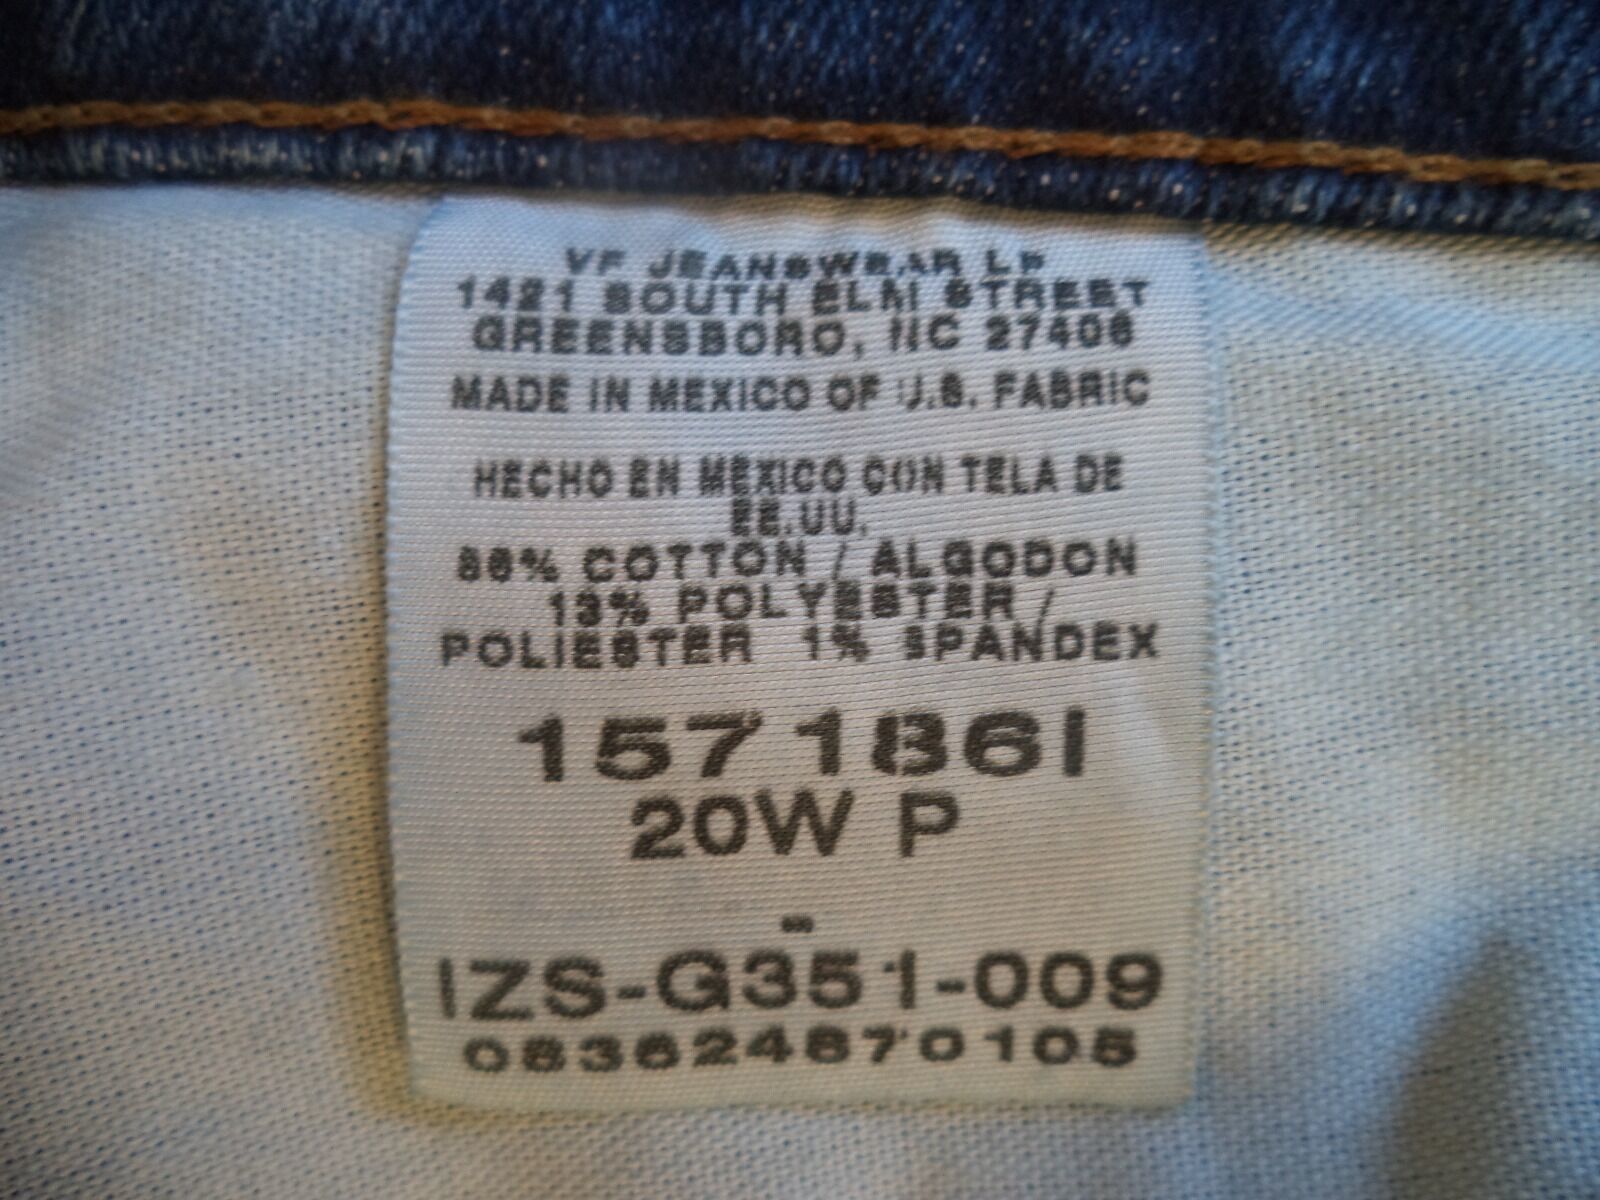 VF JEANSWEAR LP
1421 SOUTH ELM STREET
GREENSBORO, NC 27406
MADE IN MEXICO OF U.S. FABRIC
HECHO EN MEXICO CON TELA DE
EE.UU.
86% COTTON / ALGODON
13% POLYESTER /
POLIESTER 1% SPANDEX
1571861
20W P
-
IZS-G351-009